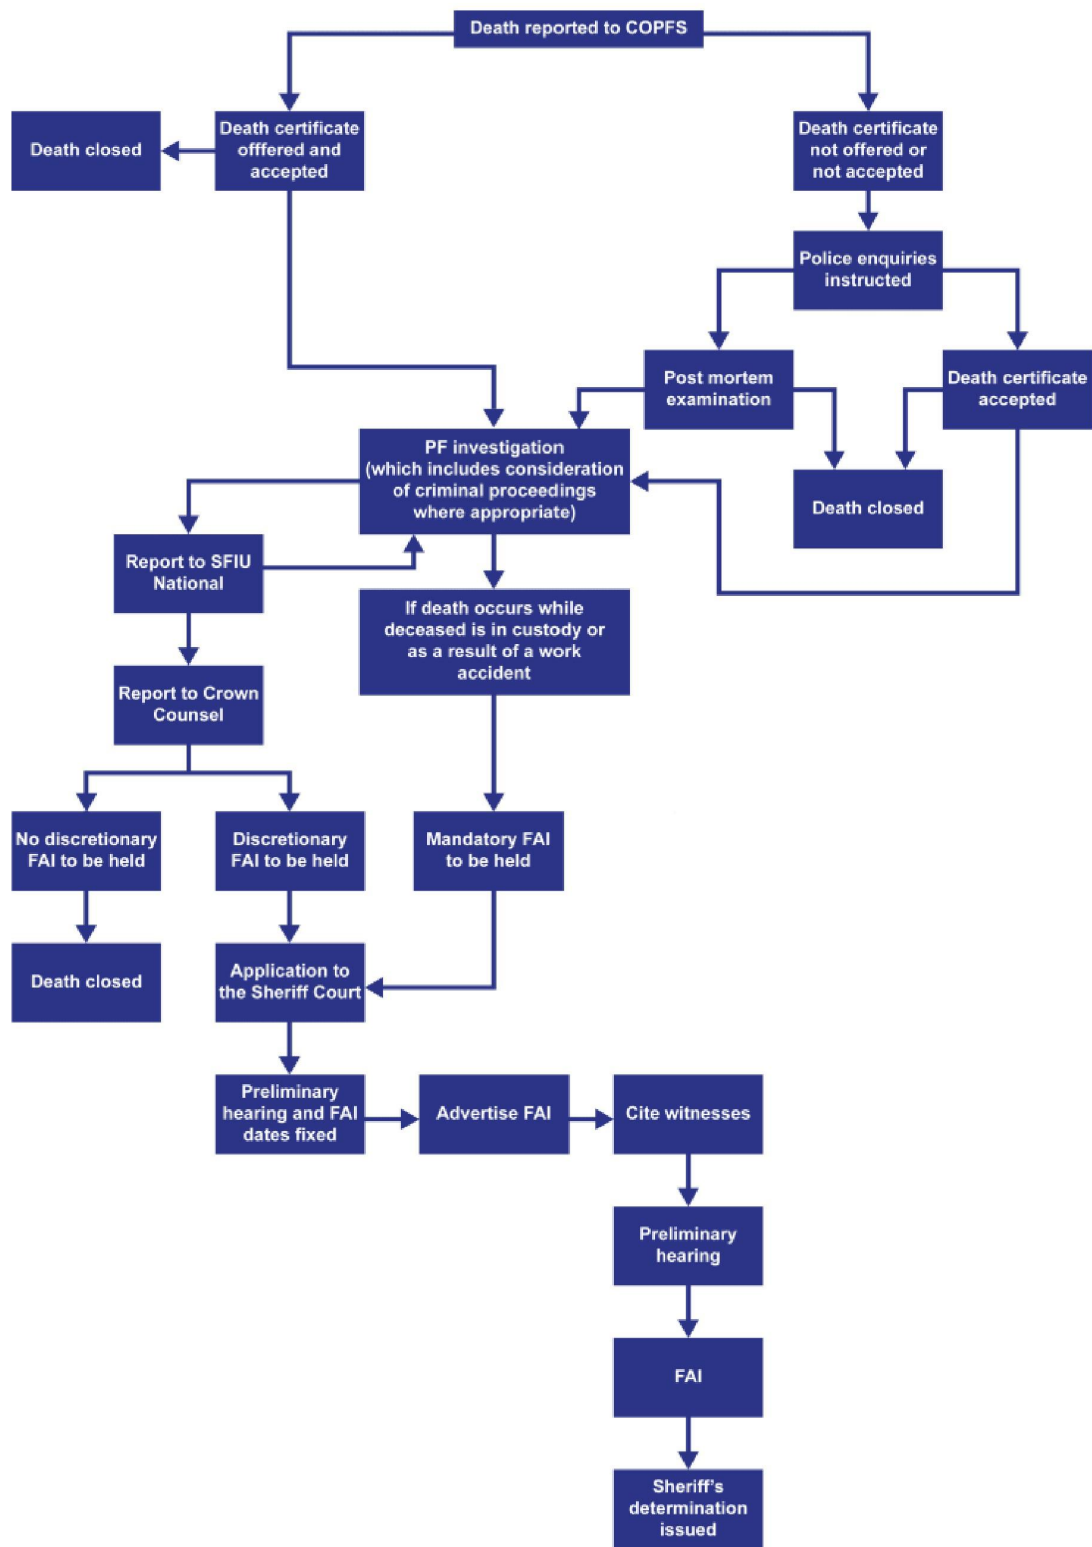 Death reported to COPFS
Death closed
Death certificate
offfered and
accepted
Death certificate
not offered or
not accepted
Police enquiries
instructed
Post mortem
examination
Death certificate
accepted
PF investigation
(which includes consideration
of criminal proceedings
where appropriate)
Death closed
Report to SFIU
National
If death occurs while
deceased is in custody or
as a result of a work
accident
Report to Crown
Counsel
No discretionary
FAI to be held
Discretionary
FAI to be held
Mandatory FAI
to be held
Death closed
Application to
the Sheriff Court
Preliminary
hearing and FAI
dates fixed
Advertise FAI
Cite witnesses
Preliminary
hearing
FAI
Sheriff's
determination
issued